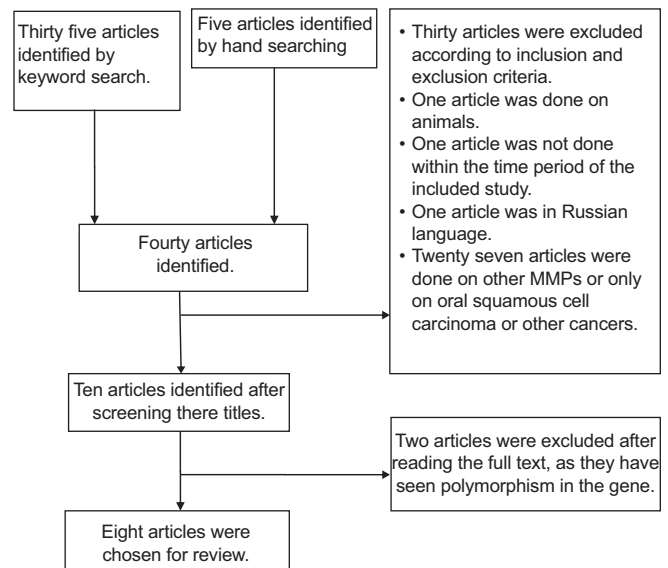 Thirty five articles
identified by
keyword search.
Five articles identified
by hand searching
• Thirty articles were excluded
according to inclusion and
exclusion criteria.
• One article was done on
animals.
• One article was not done
within the time period of the
included study.
• One article was in Russian
language.
• Twenty seven articles were
done on other MMPs or only
on oral squamous cell
carcinoma or other cancers.
Fourty articles
identified.
Ten articles identified after
screening there titles.
Two articles were excluded after
reading the full text, as they have
seen polymorphism in the gene.
Eight articles were
chosen for review.